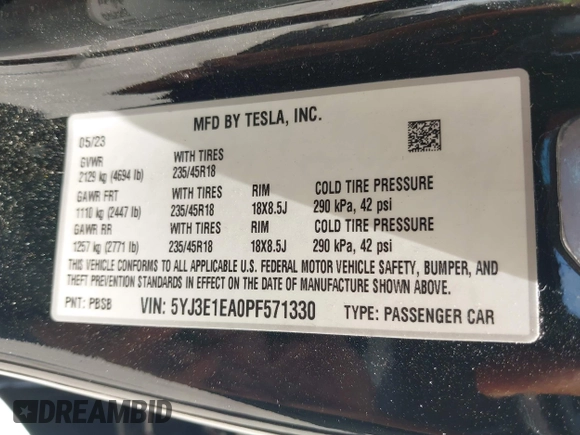 MFD BY TESLA, INC.
05/23
GVWR WITH TIRES
2129 kg (4694 lb) 235/45R18
GAWR FRT WITH TIRES RIM COLD TIRE PRESSURE
1110 kg (2447 lb) 235/45R18 18X8.5J 290 kPa, 42 psi
GAWR RR WITH TIRES RIM COLD TIRE PRESSURE
1257 kg (2771 lb) 235/45R18 18X8.5J 290 kPa, 42 psi
THIS VEHICLE CONFORMS TO ALL APPLICABLE U.S. FEDERAL MOTOR VEHICLE SAFETY, BUMPER, AND
THEFT PREVENTION STANDARDS IN EFFECT ON THE DATE OF MANUFACTURE SHOWN ABOVE.
PNT: PBSB VIN: 5YJ3E1EA0PF571330 TYPE: PASSENGER CAR
DREAMBID